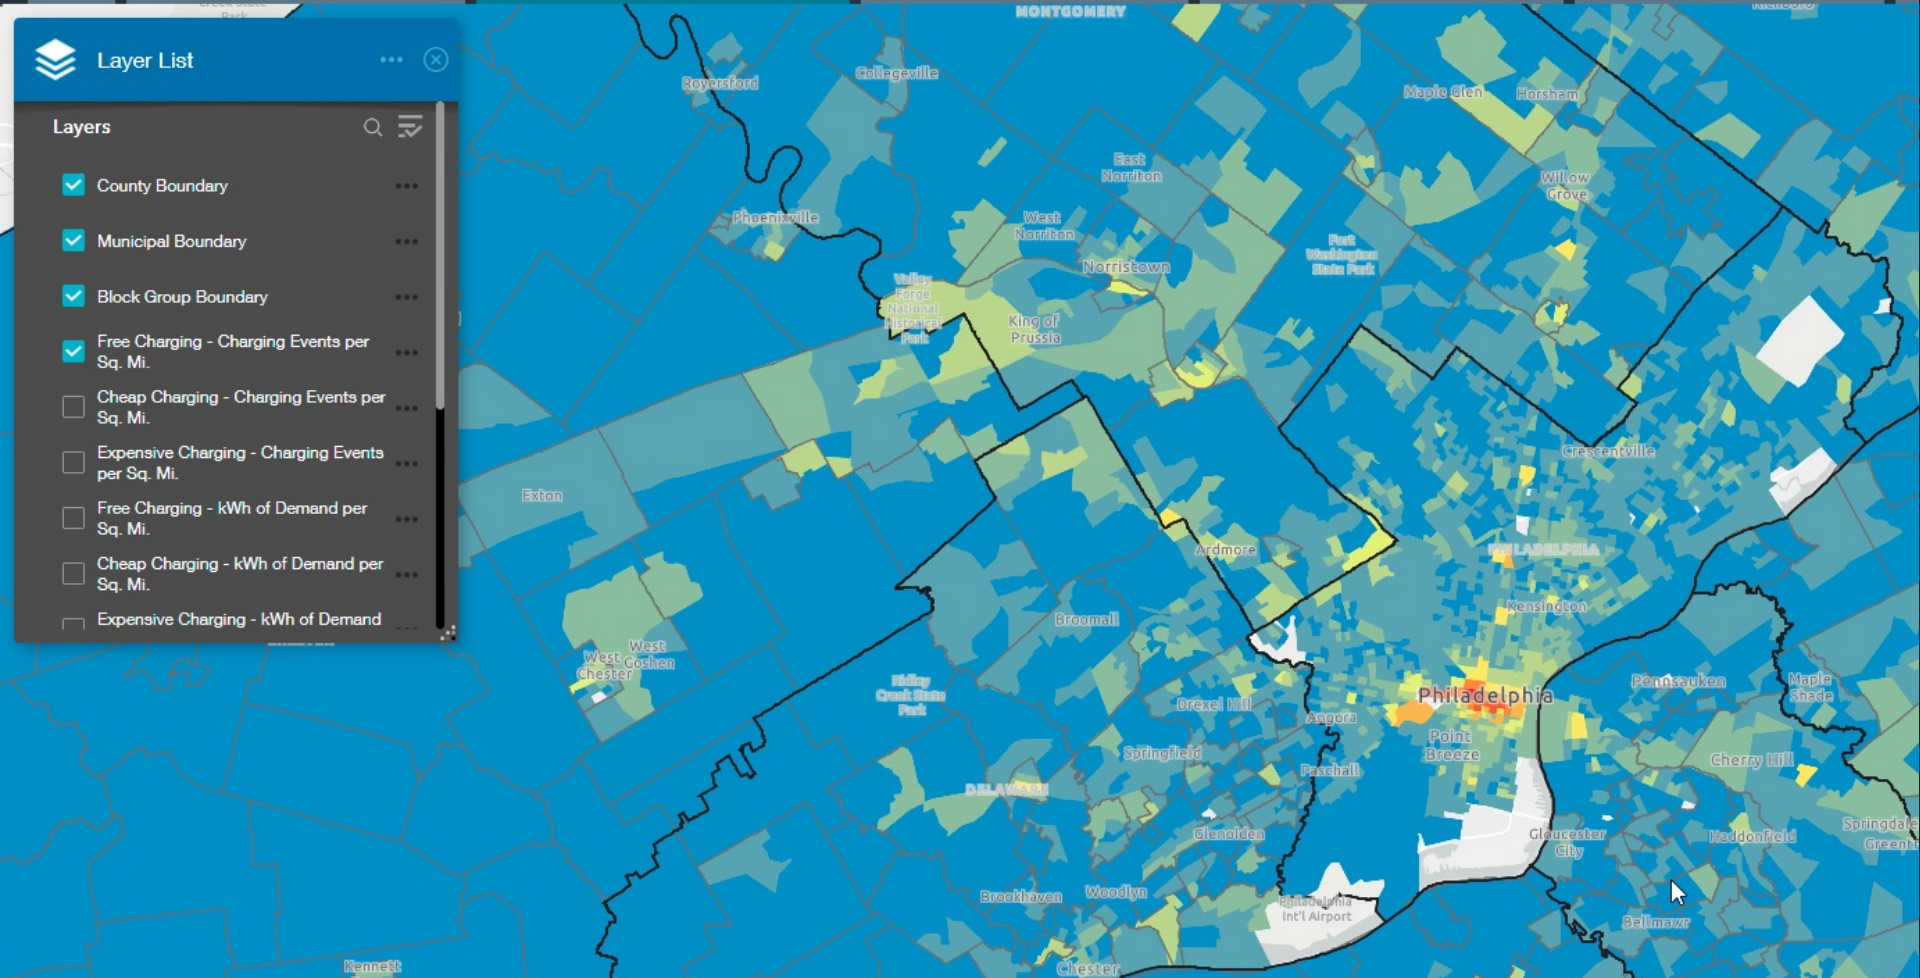 Creek State
Park
MONTGOMERY
Layer List
Layers
County Boundary
Municipal Boundary
Block Group Boundary
Free Charging - Charging Events per
Sq. Mi.
Cheap Charging - Charging Events per
Sq. Mi.
Expensive Charging - Charging Events
per Sq. Mi.
Free Charging - kWh of Demand per
Sq. Mi.
Cheap Charging - kWh of Demand per
Sq. Mi.
Expensive Charging - kWh of Demand
Royersford
Collegeville
Maple Glen
Horsham
East
Norriton
Willow
Grove
Phoenixville
West
Norriton
Fort
Washington
State Park
Norristown
Valley
Forge
National
Historical
Park
King of
Prussia
Crescentville
Exton
Ardmore
PHILADELPHIA
Kensington
Broomall
West
Goshen
West
Chester
Ridley
Creek State
Park
Drexel Hill
Philadelphia
Pennsauken
Maple
Shade
Angora
Point
Breeze
Springfield
Paschall
Cherry Hill
DELAWARE
Glenolden
Gloucester
City
Haddonfield
Springdale
Brookhaven
Woodlyn
Philadelphia
Int'l Airport
Bellmawr
Kennett
Chester